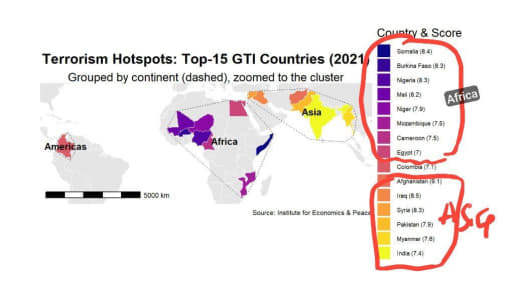 Country & Score
Terrorism Hotspots: Top-15 GTI Countries (2021)
Grouped by continent (dashed), zoomed to the cluster
Somalia (8.4)
Burkina Faso (8.3)
Nigeria (8.3)
Mali (8.2)
Niger (7.9)
Mozambique (7.5)
Cameroon (7.5)
Egypt (7)
Colombia (7.1)
Afghanistan (9.1)
Iraq (8.5)
Syria (8.3)
Pakistan (7.9)
Myanmar (7.6)
India (7.4)
Africa
Asia
Americas
Africa
5000 km
Source: Institute for Economics & Peace